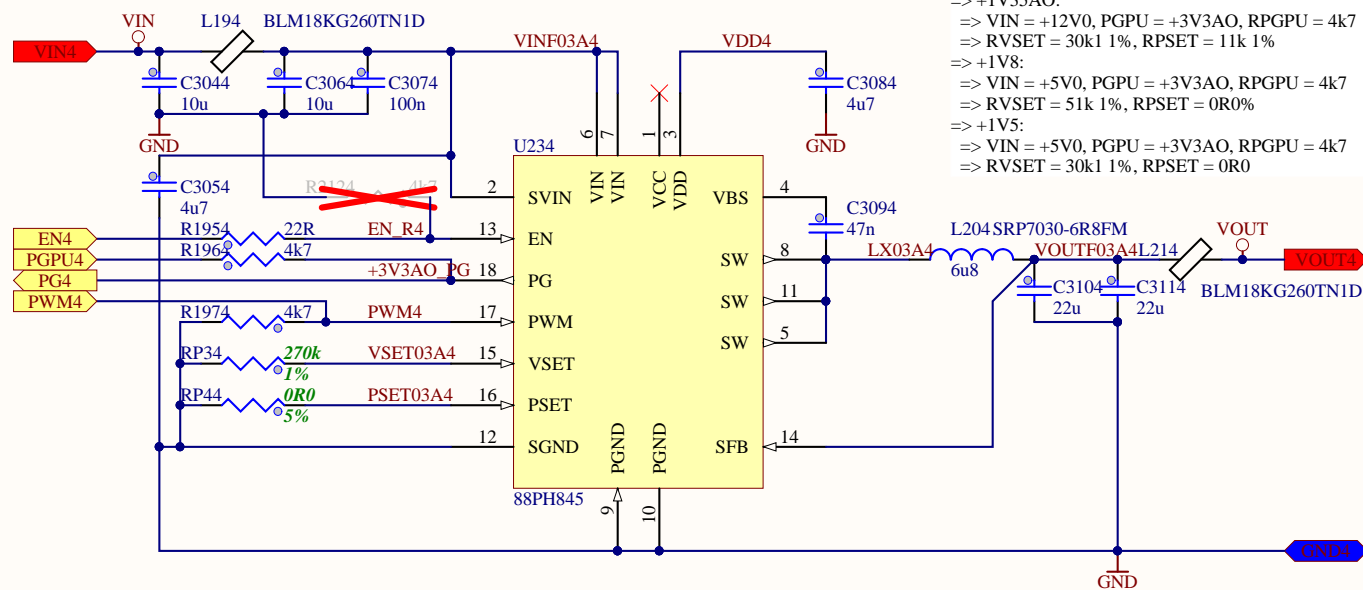 => +1V35AO:
=> VIN = +12V0, PGPU = +3V3AO, RPGPU = 4k7
=> RVSET = 30k1 1%, RPSET = 11k 1%
=> +1V8:
=> VIN = +5V0, PGPU = +3V3AO, RPGPU = 4k7
=> RVSET = 51k 1%, RPSET = 0R0%
=> +1V5:
=> VIN = +5V0, PGPU = +3V3AO, RPGPU = 4k7
=> RVSET = 30k1 1%, RPSET = 0R0
VIN
L194
BLM18KG260TN1D
VIN4
VINF03A4
VDD4
C3044
10u
C3064
10u
C3074
100n
C3084
4u7
GND
GND
6
7
1
3
U234
VIN
VIN
VCC
VDD
C3054
4u7
R2124
4k7
2
SVIN
VBS
4
C3094
47n
EN4
R1954
22R
EN_R4
13
EN
PGPU4
R1964
4k7
PG4
+3V3AO_PG
18
PG
PWM4
R1974
4k7
PWM4
17
PWM
RP34
270k
1%
VSET03A4
15
VSET
RP44
0R0
5%
PSET03A4
16
PSET
12
SGND
SW
8
SW
11
SW
5
SFB
14
LX03A4
L204
SRP7030-6R8FM
6u8
VOUTF03A4
L214
VOUT
VOUT4
BLM18KG260TN1D
C3104
22u
C3114
22u
PGND
PGND
88PH845
9
10
GND4
GND